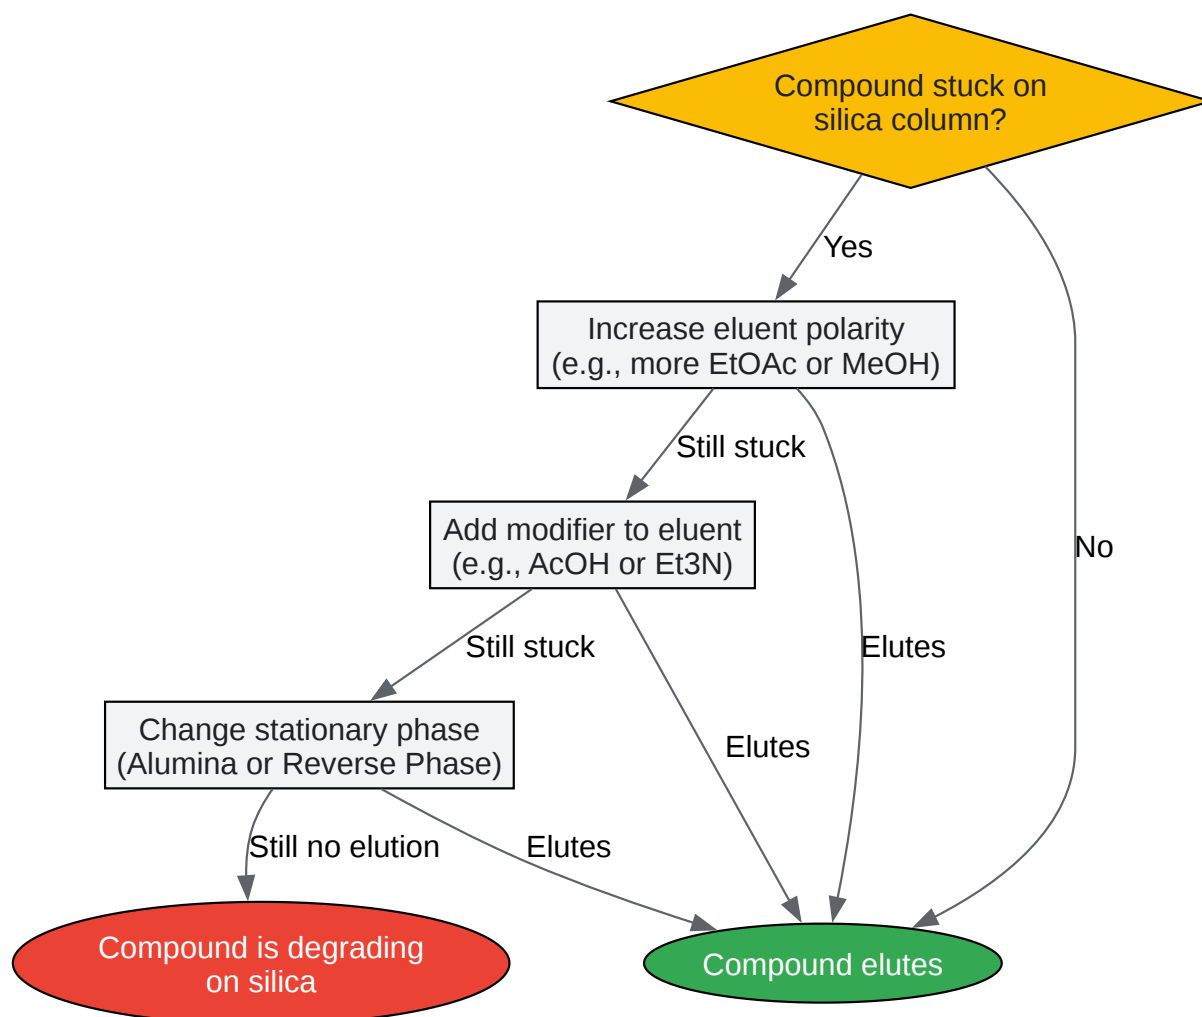 Compound stuck on
silica column?
Yes
Increase eluent polarity
(e.g., more EtOAc or MeOH)
Still stuck
Add modifier to eluent
(e.g., AcOH or Et3N)
No
Still stuck
Elutes
Change stationary phase
(Alumina or Reverse Phase)
Elutes
Still no elution
Elutes
Compound is degrading
on silica
Compound elutes